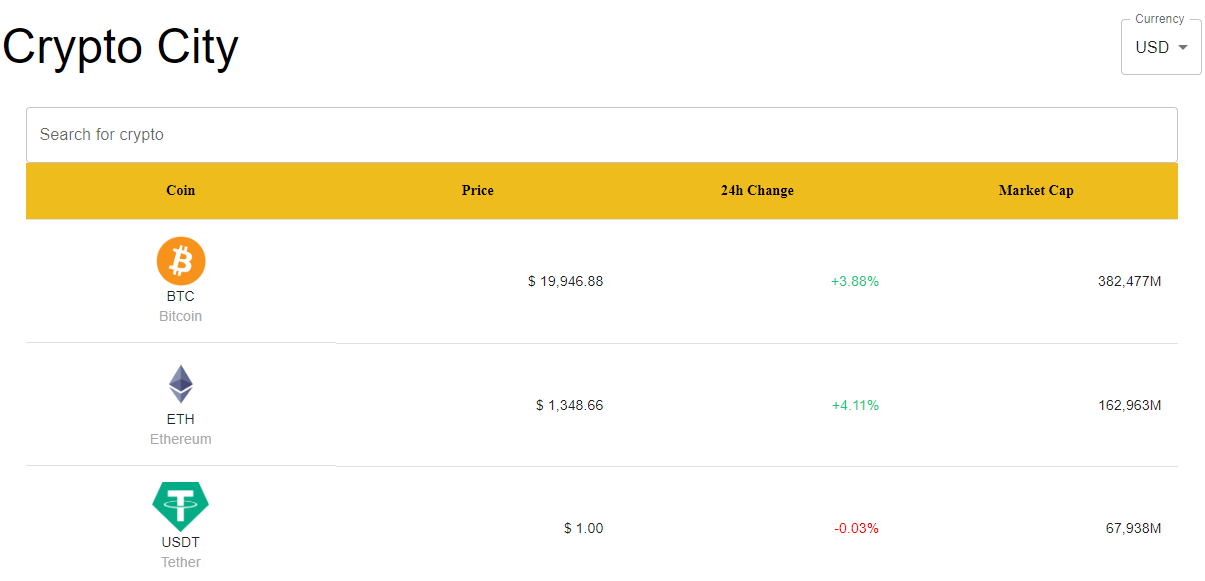 Crypto City
Currency
USD
Search for crypto
Coin Price 24h Change Market Cap
BTC
Bitcoin
$ 19,946.88 +3.88% 382,477M
ETH
Ethereum
$ 1,348.66 +4.11% 162,963M
USDT
Tether
$ 1.00 -0.03% 67,938M